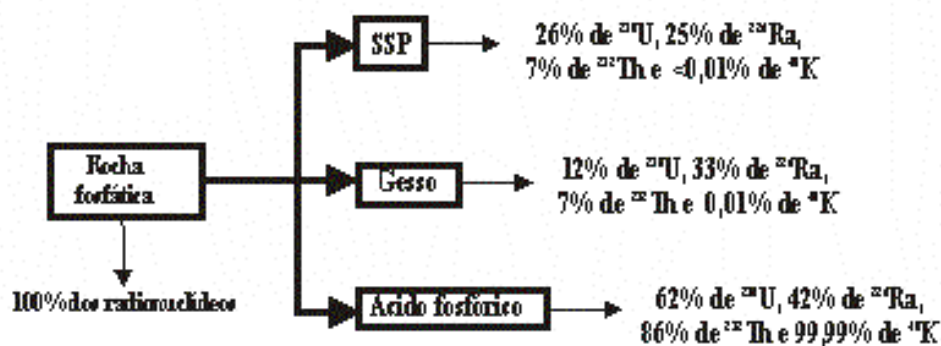 SSP
26% de ²³⁸U, 25% de ²²⁶Ra,
7% de ²³²Th e <0,01% de ⁴⁰K
Rocha
fosfática
100% dos radionuclídeos
Gesso
12% de ²³⁸U, 33% de ²²⁶Ra,
7% de ²³²Th e 0,01% de ⁴⁰K
Acido fosfórico
62% de ²³⁸U, 42% de ²²⁶Ra,
86% de ²³²Th e 99,99% de ⁴⁰K